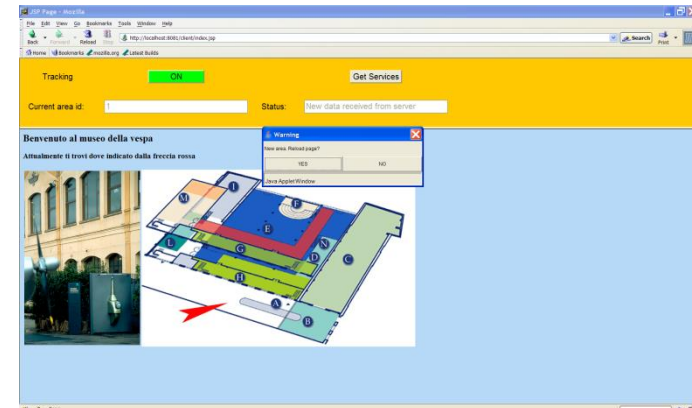 JSP Page - Mozilla
File Edit View Go Bookmarks Tools Window Help
Back Forward Reload Stop http://localhost:8081/client/index.jsp Search Print
Home Bookmarks mozilla.org Latest Builds
Tracking ON Get Services
Current area id: 1 Status: New data received from server
Warning
New area. Reload page?
YES NO
Java Applet Window
Benvenuto al museo della vespa
Attualmente ti trovi dove indicato dalla freccia rossa
M
I
F
E
L
G
N
D
C
H
A
B